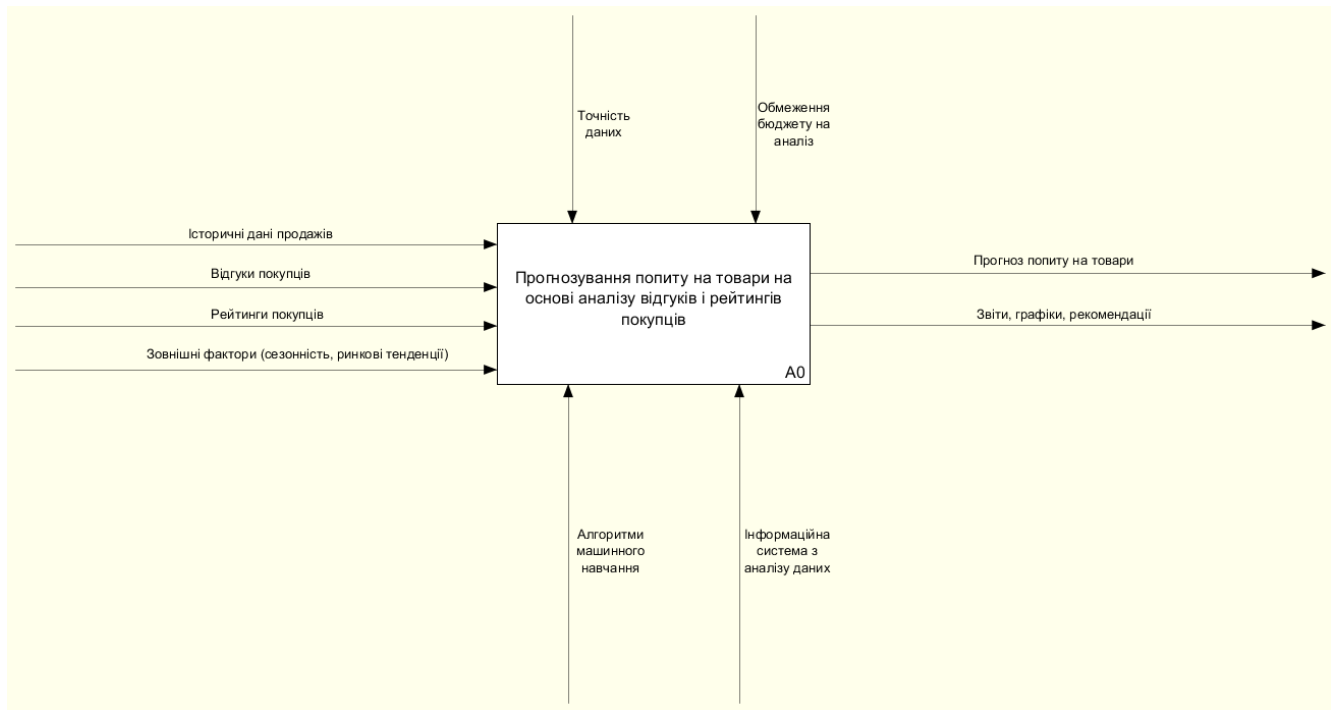 Точність
даних
Обмеження
бюджету на
аналіз
Історичні дані продажів
Відгуки покупців
Рейтинги покупців
Зовнішні фактори (сезонність, ринкові тенденції)
Прогнозування попиту на товари на
основі аналізу відгуків і рейтингів
покупців
A0
Прогноз попиту на товари
Звіти, графіки, рекомендації
Алгоритми
машинного
навчання
Інформаційна
система з
аналізу даних